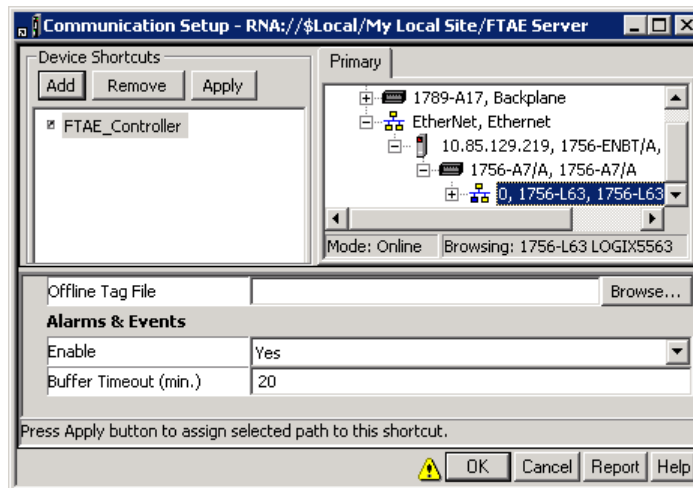 Communication Setup - RNA://$Local/My Local Site/FTAE Server
Device Shortcuts
Add Remove Apply
FTAE_Controller
Primary
1789-A17, Backplane
EtherNet, Ethernet
10.85.129.219, 1756-ENBT/A,
1756-A7/A, 1756-A7/A
0, 1756-L63, 1756-L63
Mode: Online Browsing: 1756-L63 LOGIX5563
Offline Tag File Browse...
Alarms & Events
Enable Yes
Buffer Timeout (min.) 20
Press Apply button to assign selected path to this shortcut.
OK Cancel Report Help